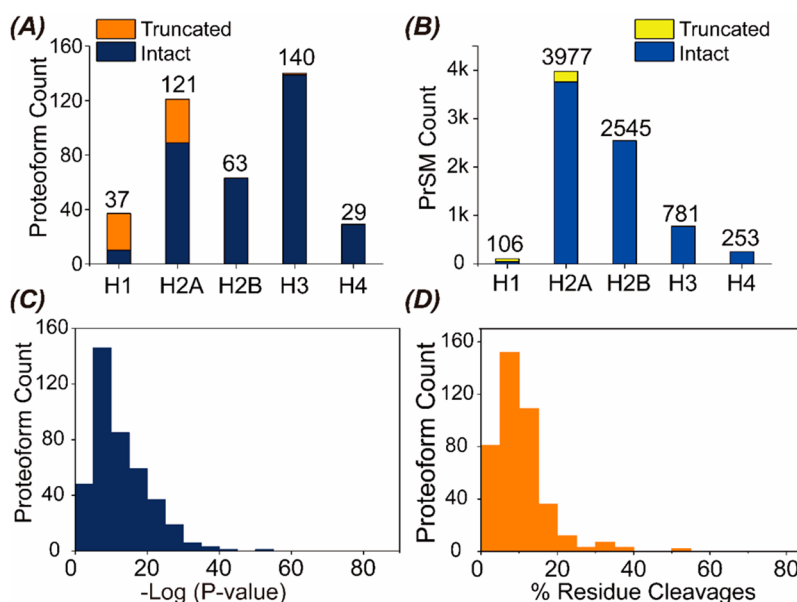 (A)
Truncated
Intact
160
120
80
40
0
Proteoform Count
37
121
63
140
29
H1 H2A H2B H3 H4
(B)
Truncated
Intact
4k
3k
2k
1k
0
PrSM Count
106
3977
2545
781
253
H1 H2A H2B H3 H4
(C)
160
120
80
40
0
Proteoform Count
0 20 40 60 80
-Log (P-value)
(D)
160
120
80
40
0
Proteoform Count
0 20 40 60 80
% Residue Cleavages